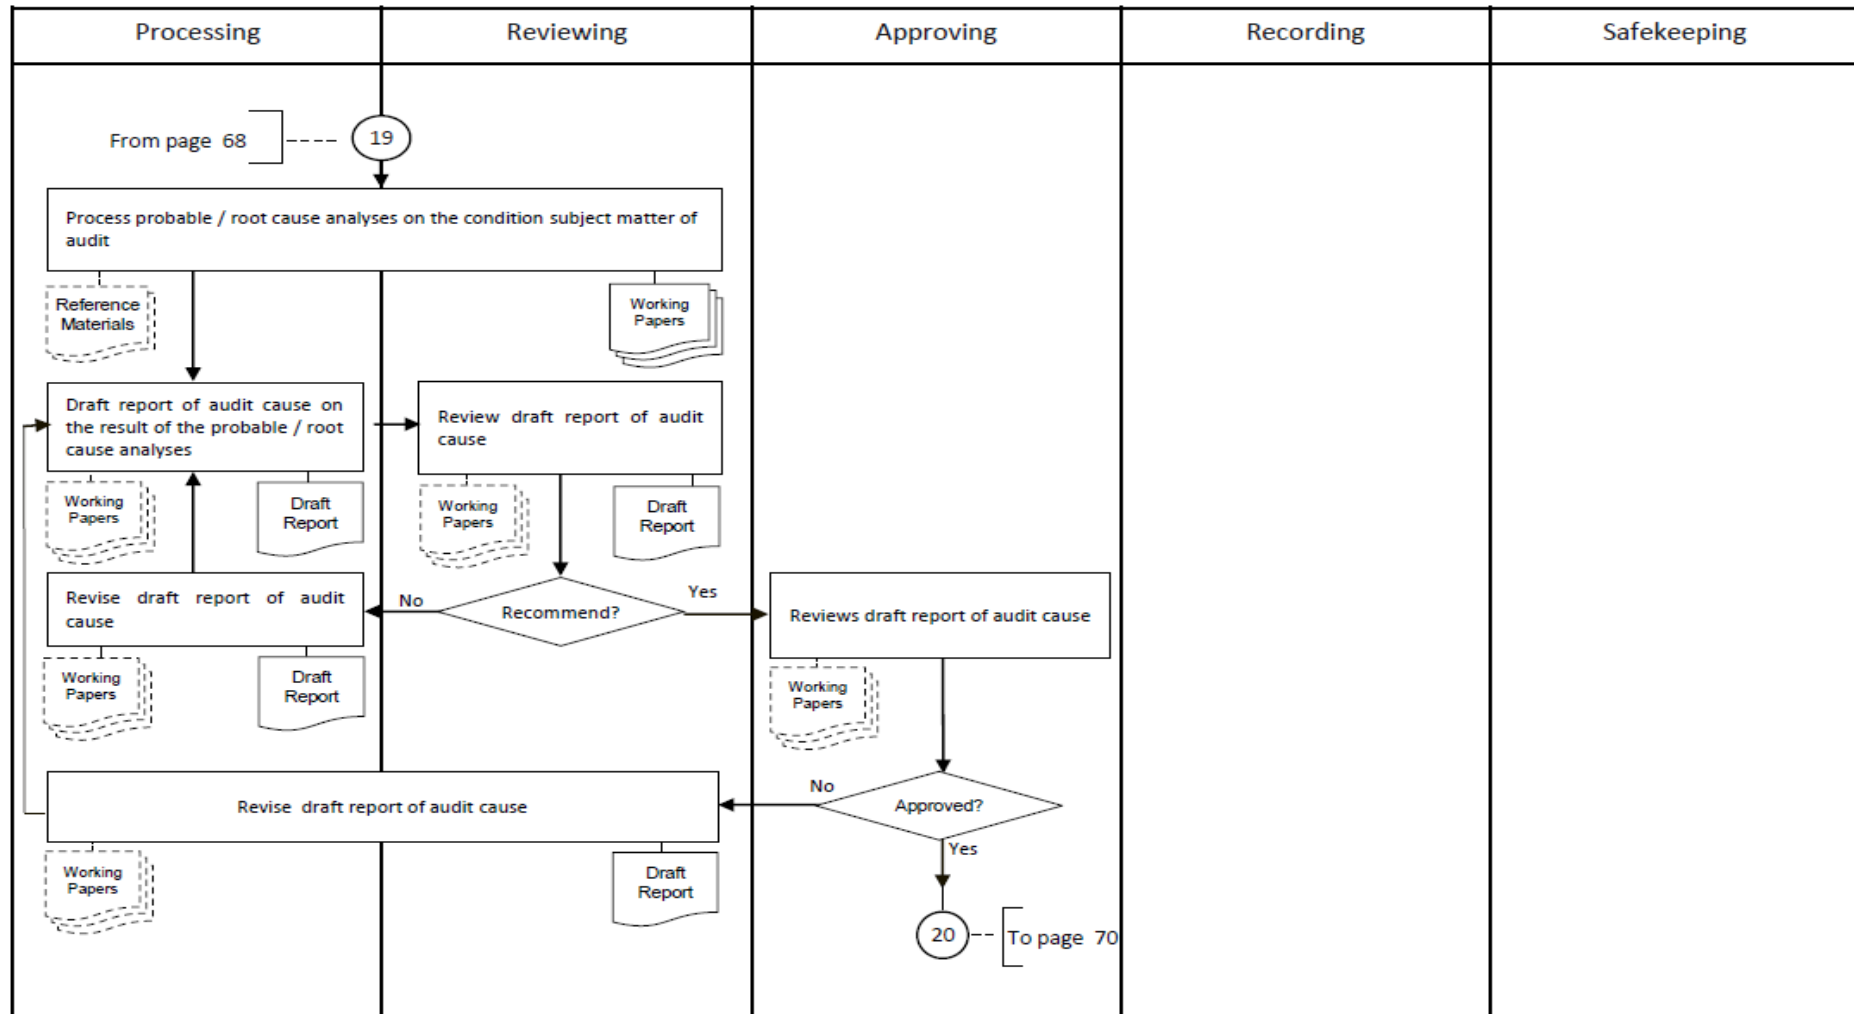 Processing
Reviewing
Approving
Recording
Safekeeping
From page 68
19
Process probable / root cause analyses on the condition subject matter of
audit
Reference
Materials
Working
Papers
Draft report of audit cause on
the result of the probable / root
cause analyses
Review draft report of audit
cause
Working
Papers
Draft
Report
Working
Papers
Draft
Report
Revise draft report of audit
cause
No
Recommend?
Yes
Reviews draft report of audit cause
Working
Papers
Draft
Report
Working
Papers
Revise draft report of audit cause
No
Approved?
Yes
Working
Papers
Draft
Report
20
To page 70